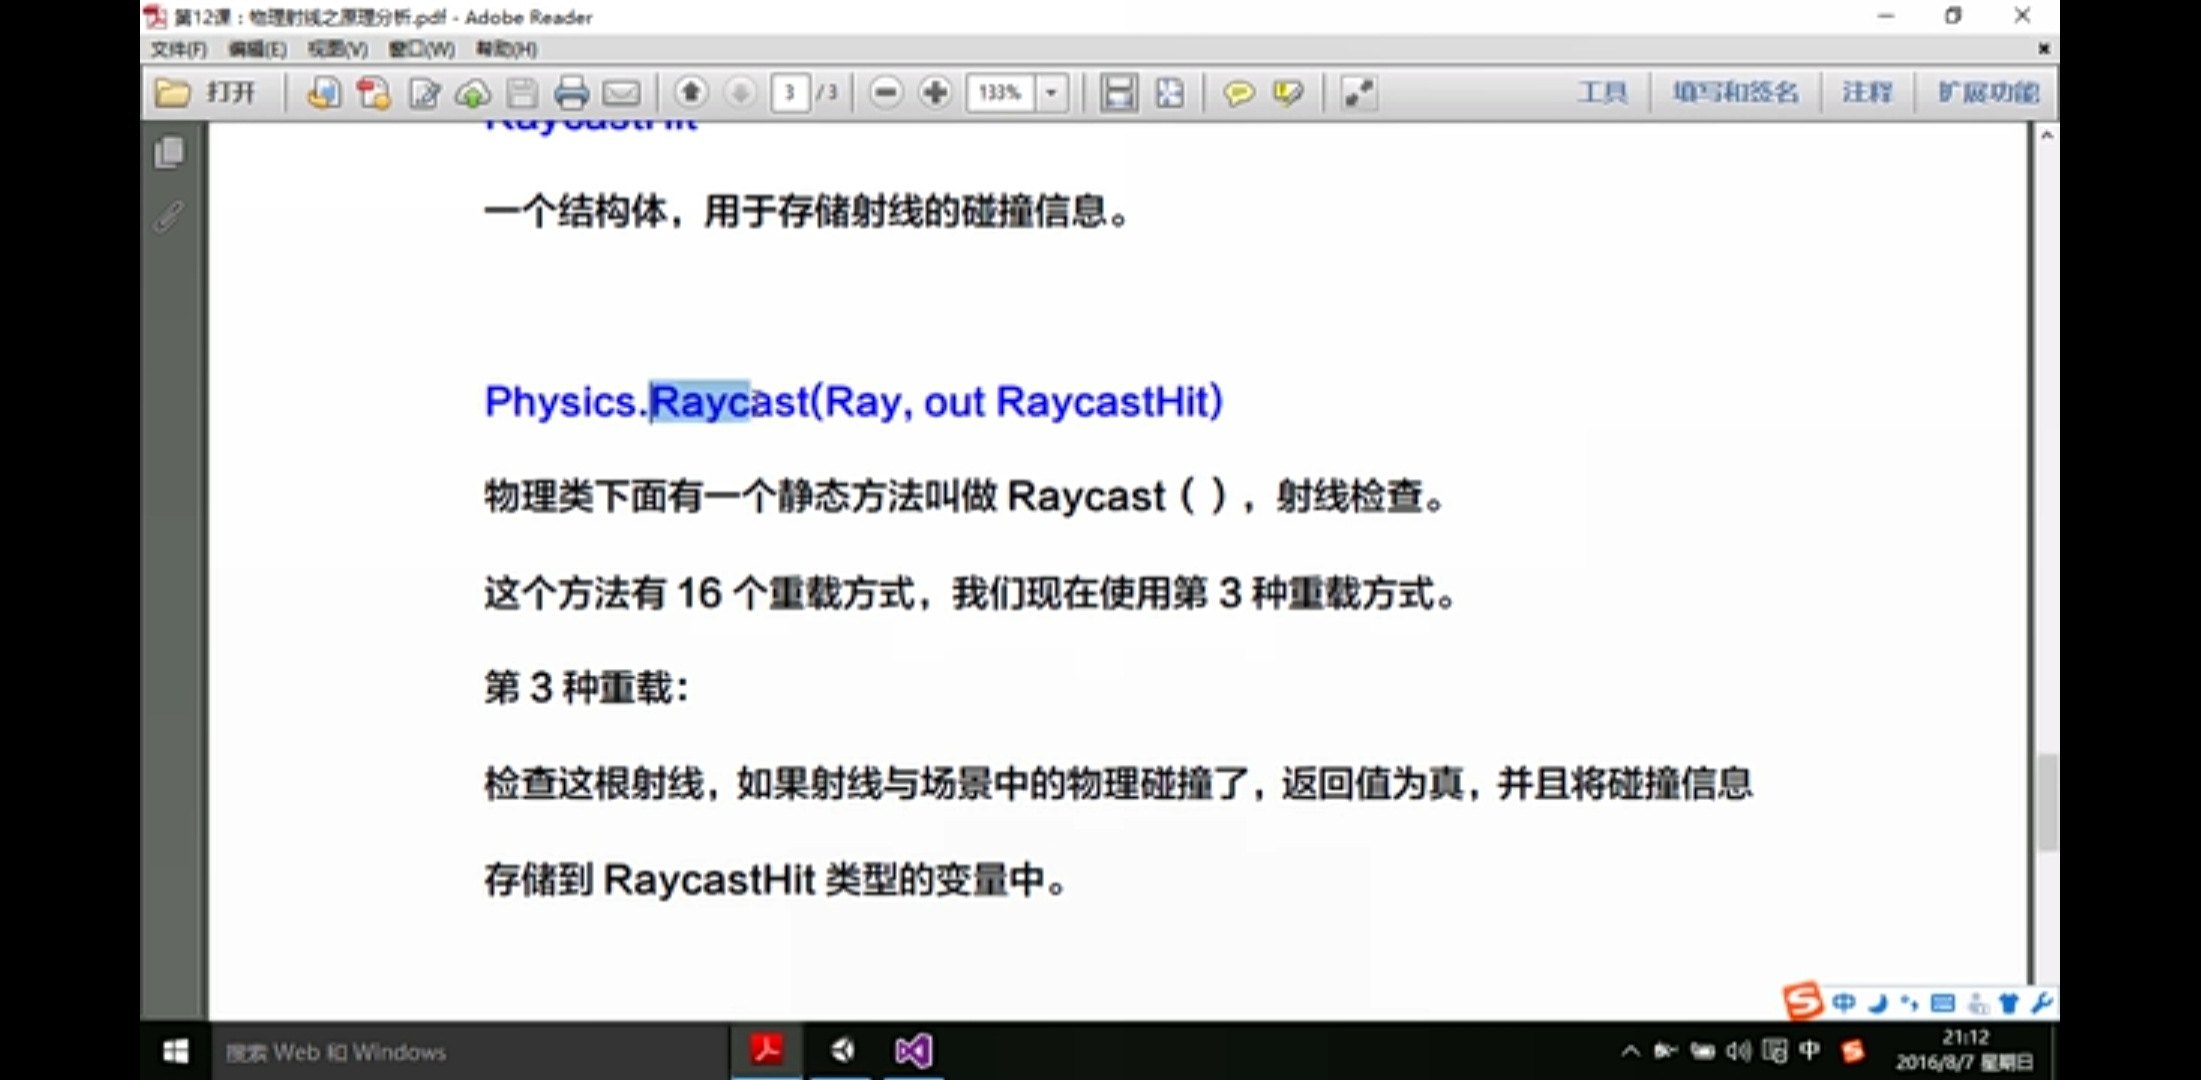 第12课：物理射线之原理分析.pdf - Adobe Reader
文件(F) 编辑(E) 视图(V) 窗口(W) 帮助(H)
打开 3 / 3 133% 工具 填写和签名 注释 扩展功能
RaycastHit
一个结构体，用于存储射线的碰撞信息。
Physics.Raycast(Ray, out RaycastHit)
物理类下面有一个静态方法叫做 Raycast ( ) ，射线检查。
这个方法有 16 个重载方式，我们现在使用第 3 种重载方式。
第 3 种重载：
检查这根射线，如果射线与场景中的物理碰撞了，返回值为真，并且将碰撞信息
存储到 RaycastHit 类型的变量中。
中
搜索 Web 和 Windows
中
21:12
2016/8/7 星期日